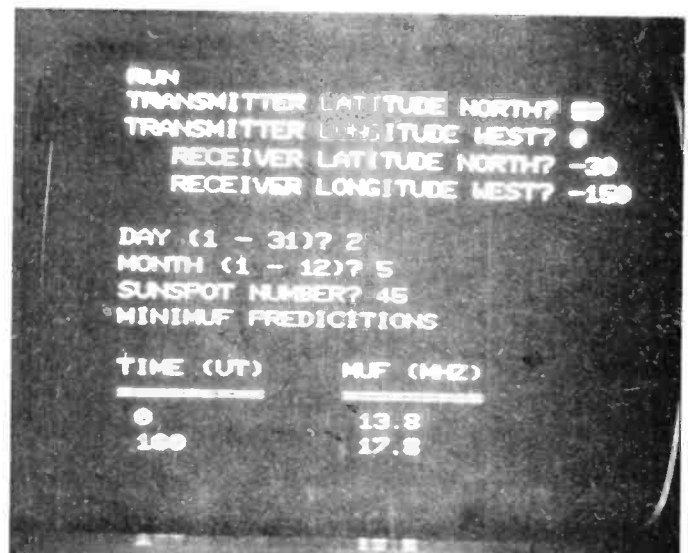 RUN
TRANSMITTER LATITUDE NORTH?
TRANSMITTER LONGITUDE WEST? 0
RECEIVER LATITUDE NORTH? -30
RECEIVER LONGITUDE WEST? -150
DAY (1 - 31)? 2
MONTH (1 - 12)? 5
SUNSPOT NUMBER? 45
MINIMUF PREDICITIONS
TIME (UT) MUF (MHZ)
0 13.8
100 17.8